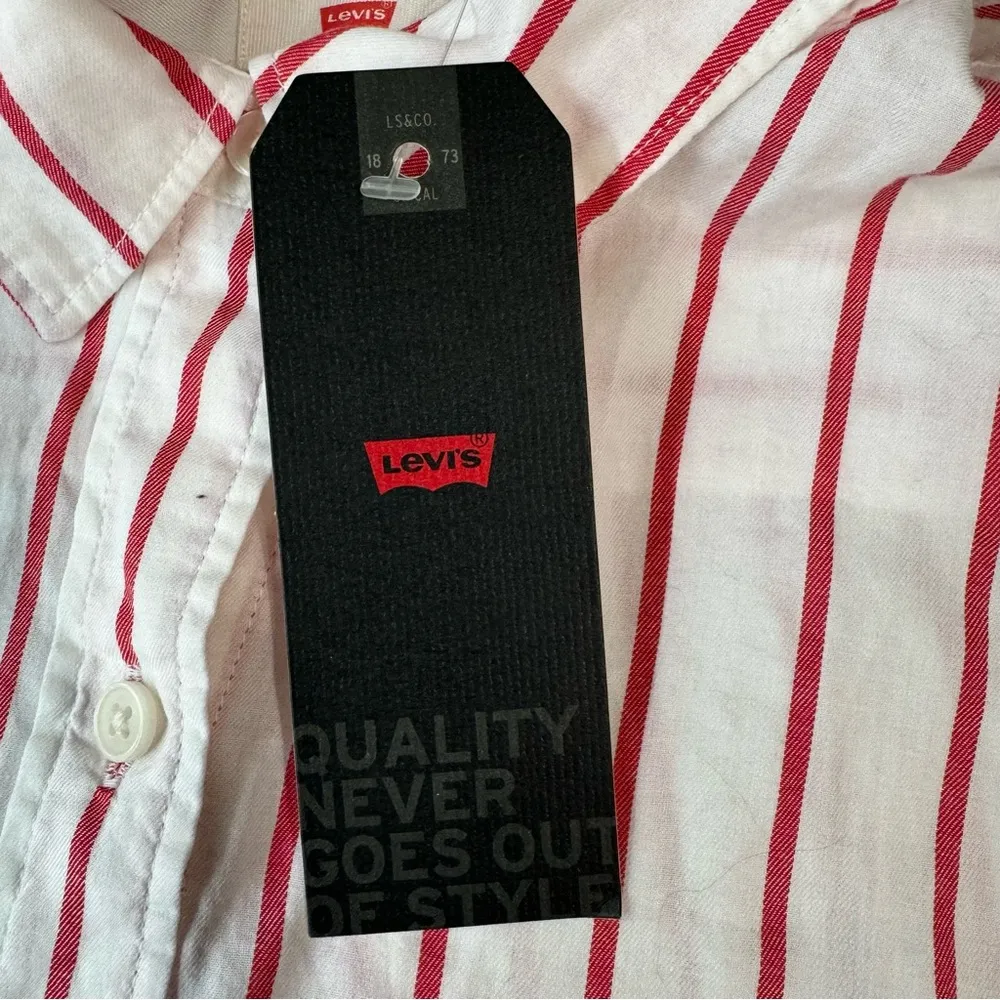 Levi's®
LS&CO.
18 73
Levi's®
QUALITY
NEVER
GOES OUT
OF STYLE